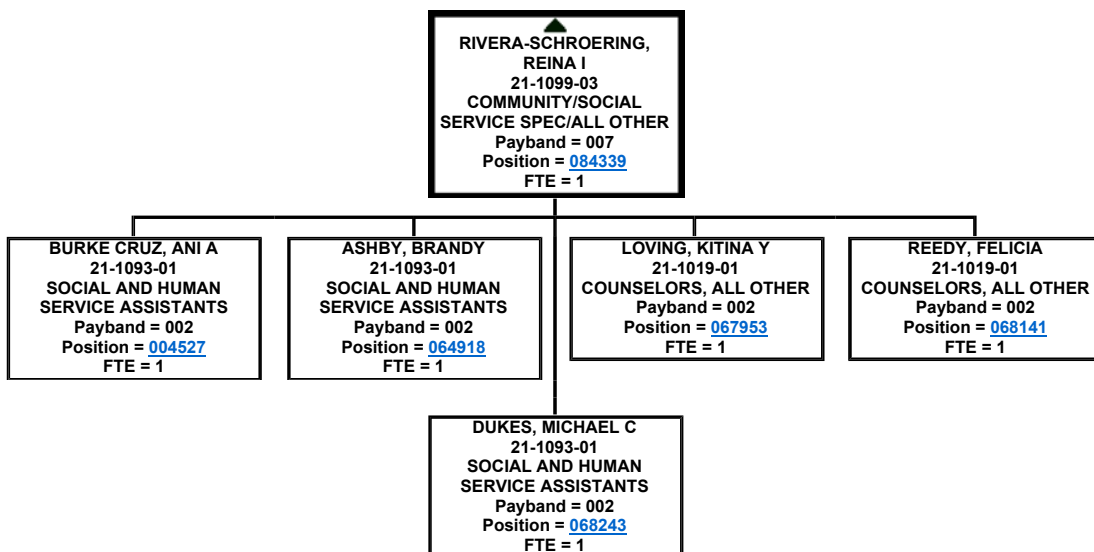 RIVERA-SCHROERING,
REINA I
21-1099-03
COMMUNITY/SOCIAL
SERVICE SPEC/ALL OTHER
Payband = 007
Position = 084339
FTE = 1
BURKE CRUZ, ANI A
21-1093-01
SOCIAL AND HUMAN
SERVICE ASSISTANTS
Payband = 002
Position = 004527
FTE = 1
ASHBY, BRANDY
21-1093-01
SOCIAL AND HUMAN
SERVICE ASSISTANTS
Payband = 002
Position = 064918
FTE = 1
LOVING, KITINA Y
21-1019-01
COUNSELORS, ALL OTHER
Payband = 002
Position = 067953
FTE = 1
REEDY, FELICIA
21-1019-01
COUNSELORS, ALL OTHER
Payband = 002
Position = 068141
FTE = 1
DUKES, MICHAEL C
21-1093-01
SOCIAL AND HUMAN
SERVICE ASSISTANTS
Payband = 002
Position = 068243
FTE = 1